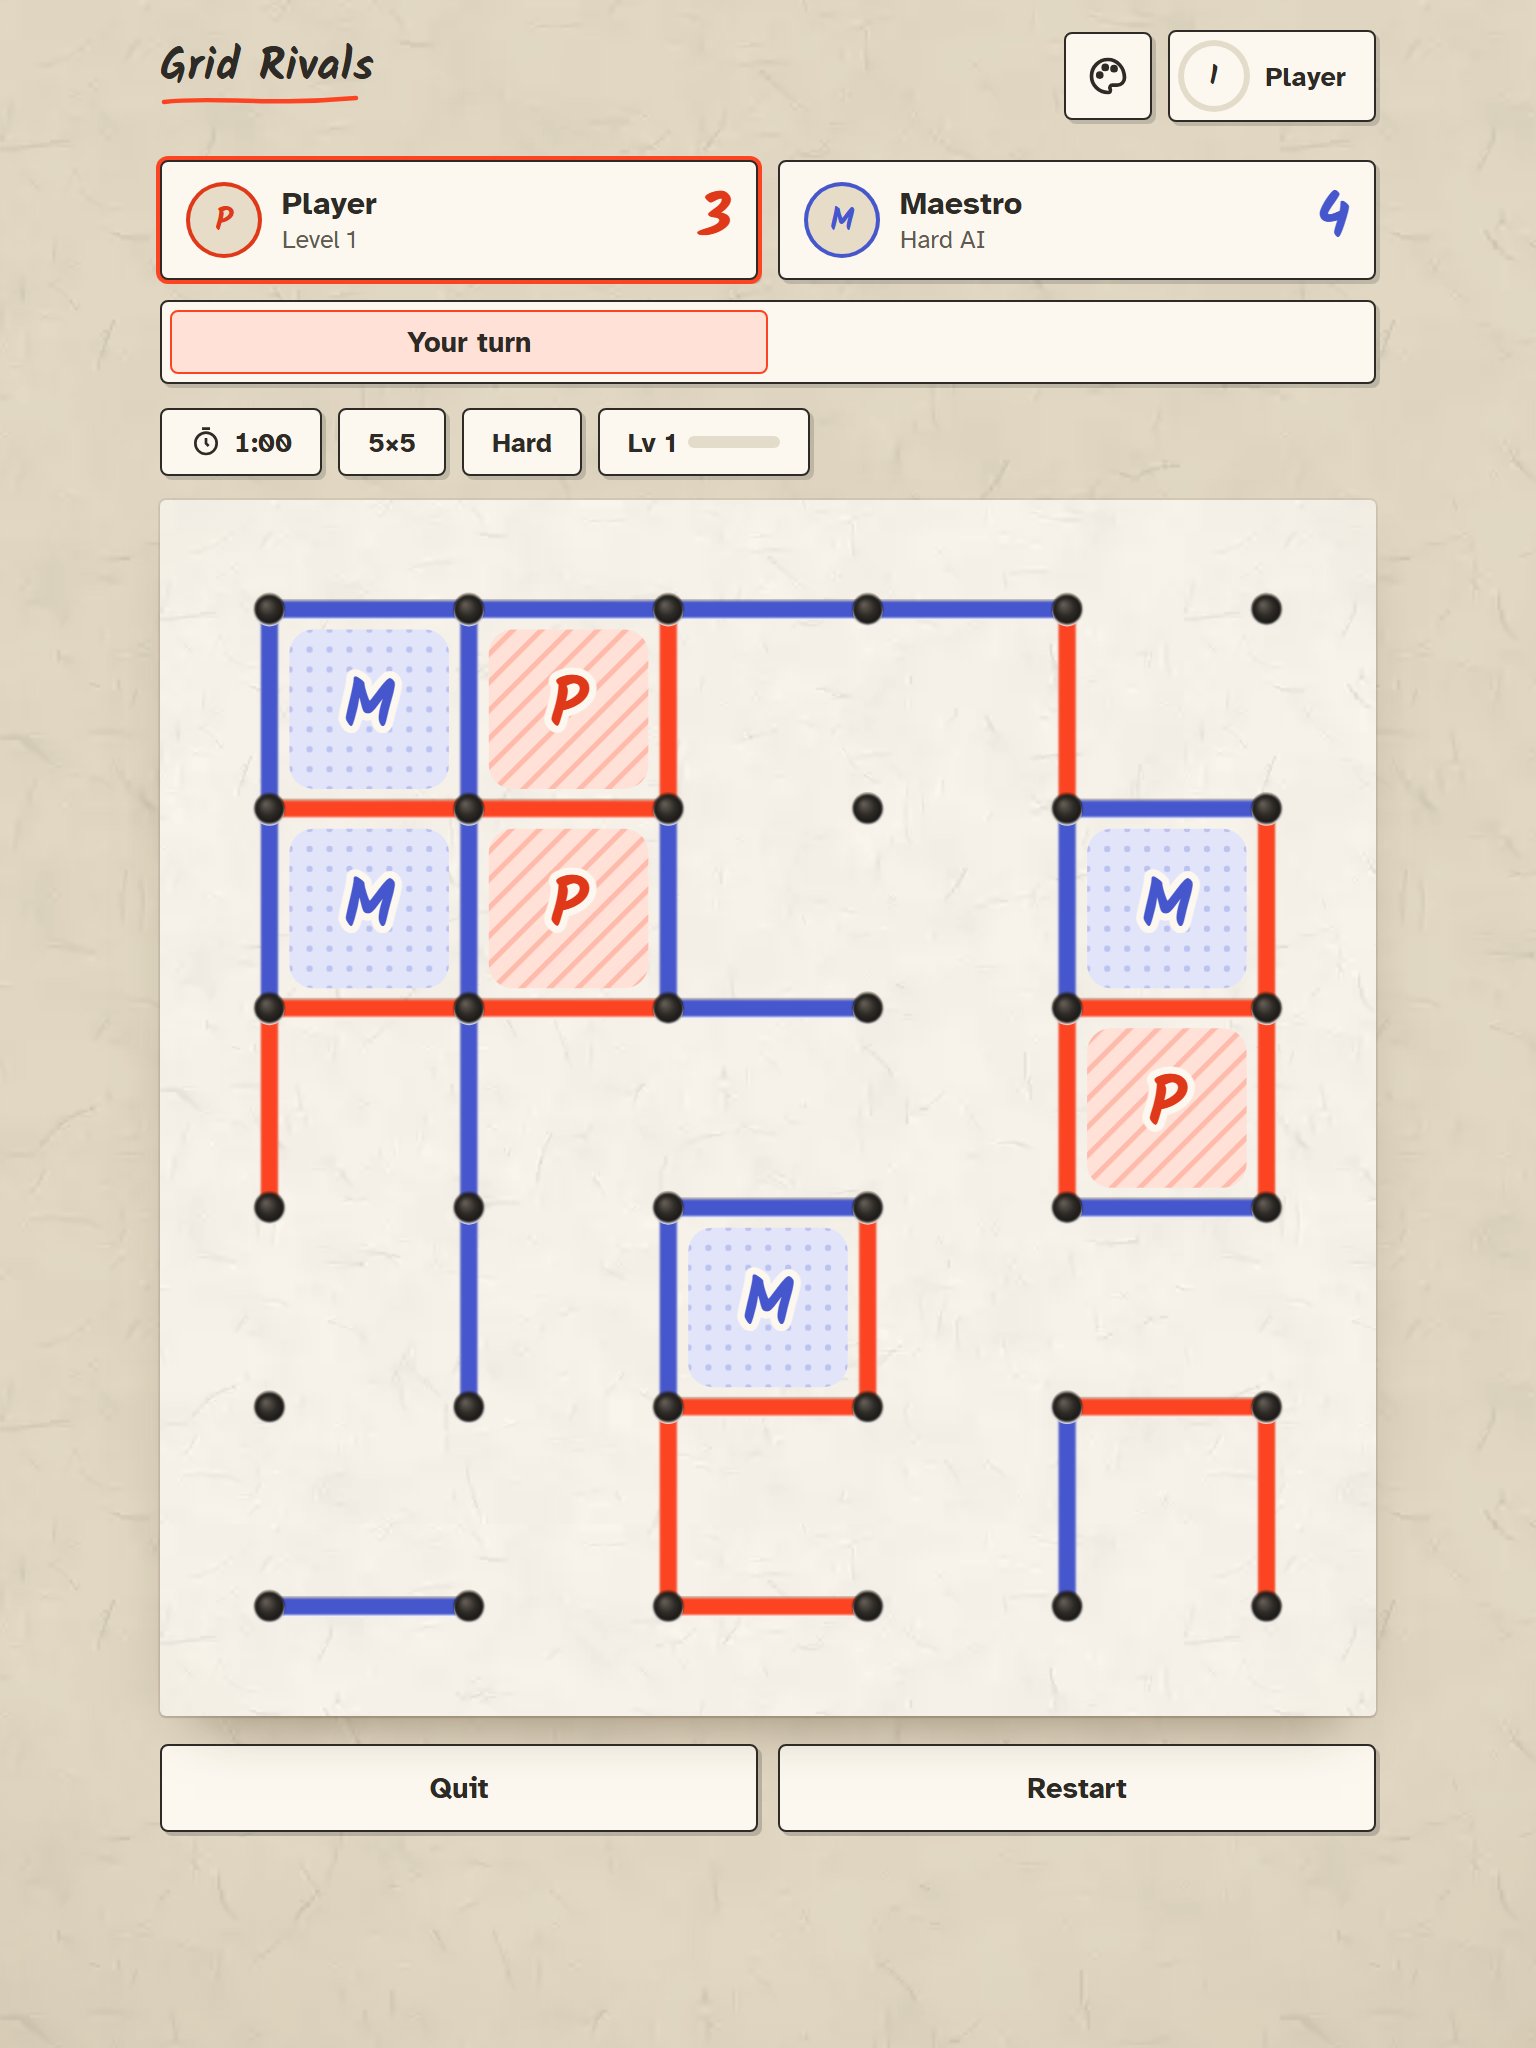 Grid Rivals
1 Player
P Player 3
Level 1
M Maestro 4
Hard AI
Your turn
1:00 5×5 Hard Lv 1
M P
M P M
P
M
Quit Restart